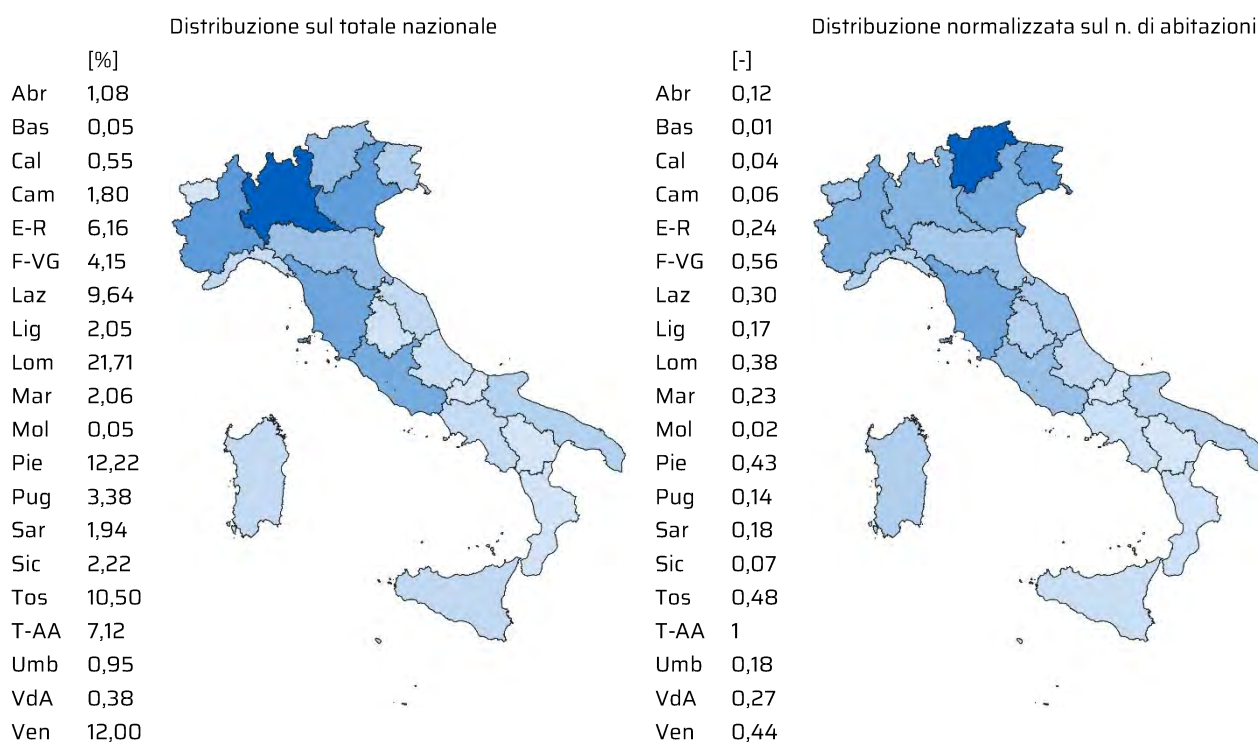 Distribuzione sul totale nazionale
[%]
Abr 1,08
Bas 0,05
Cal 0,55
Cam 1,80
E-R 6,16
F-VG 4,15
Laz 9,64
Lig 2,05
Lom 21,71
Mar 2,06
Mol 0,05
Pie 12,22
Pug 3,38
Sar 1,94
Sic 2,22
Tos 10,50
T-AA 7,12
Umb 0,95
VdA 0,38
Ven 12,00
Distribuzione normalizzata sul n. di abitazioni
[-]
Abr 0,12
Bas 0,01
Cal 0,04
Cam 0,06
E-R 0,24
F-VG 0,56
Laz 0,30
Lig 0,17
Lom 0,38
Mar 0,23
Mol 0,02
Pie 0,43
Pug 0,14
Sar 0,18
Sic 0,07
Tos 0,48
T-AA 1
Umb 0,18
VdA 0,27
Ven 0,44